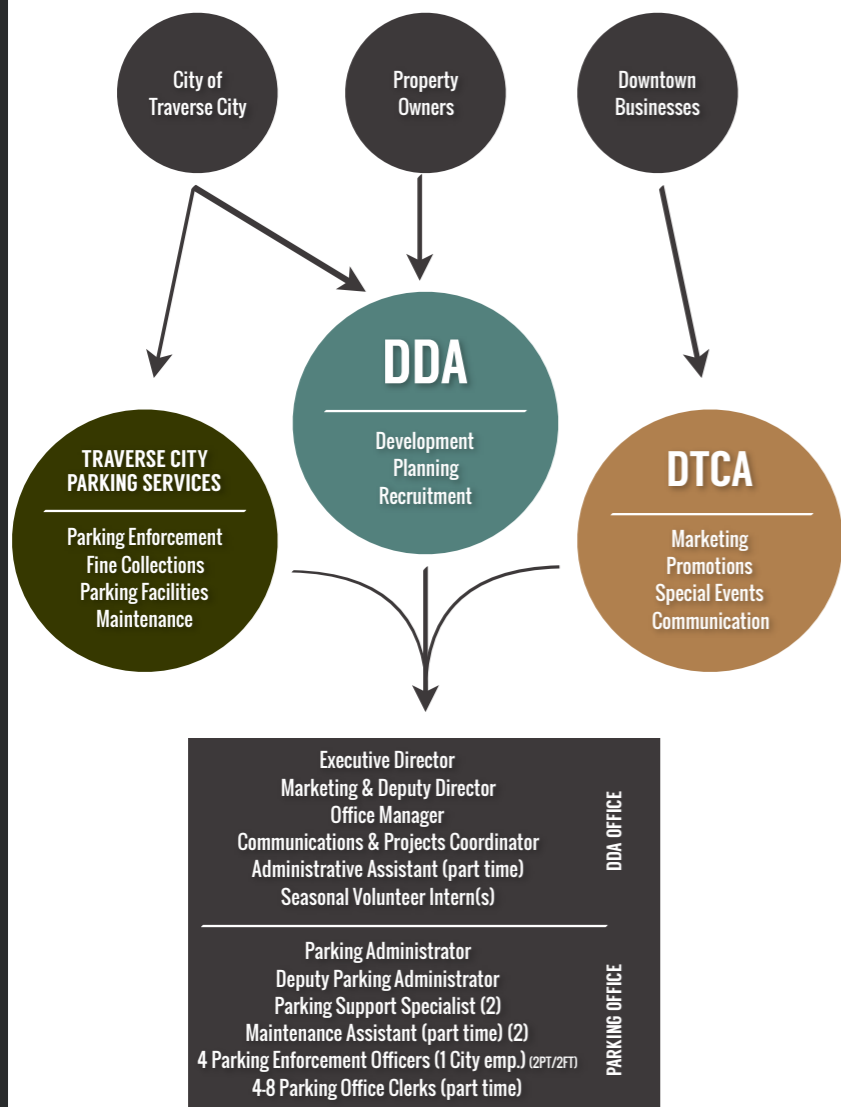 City of
Traverse City
Property
Owners
Downtown
Businesses
DDA
Development
Planning
Recruitment
TRAVERSE CITY
PARKING SERVICES
Parking Enforcement
Fine Collections
Parking Facilities
Maintenance
DTCA
Marketing
Promotions
Special Events
Communication
Executive Director
Marketing & Deputy Director
Office Manager
Communications & Projects Coordinator
Administrative Assistant (part time)
Seasonal Volunteer Intern(s)
DDA OFFICE
Parking Administrator
Deputy Parking Administrator
Parking Support Specialist (2)
Maintenance Assistant (part time) (2)
4 Parking Enforcement Officers (1 City emp.) (2PT/2FT)
4-8 Parking Office Clerks (part time)
PARKING OFFICE